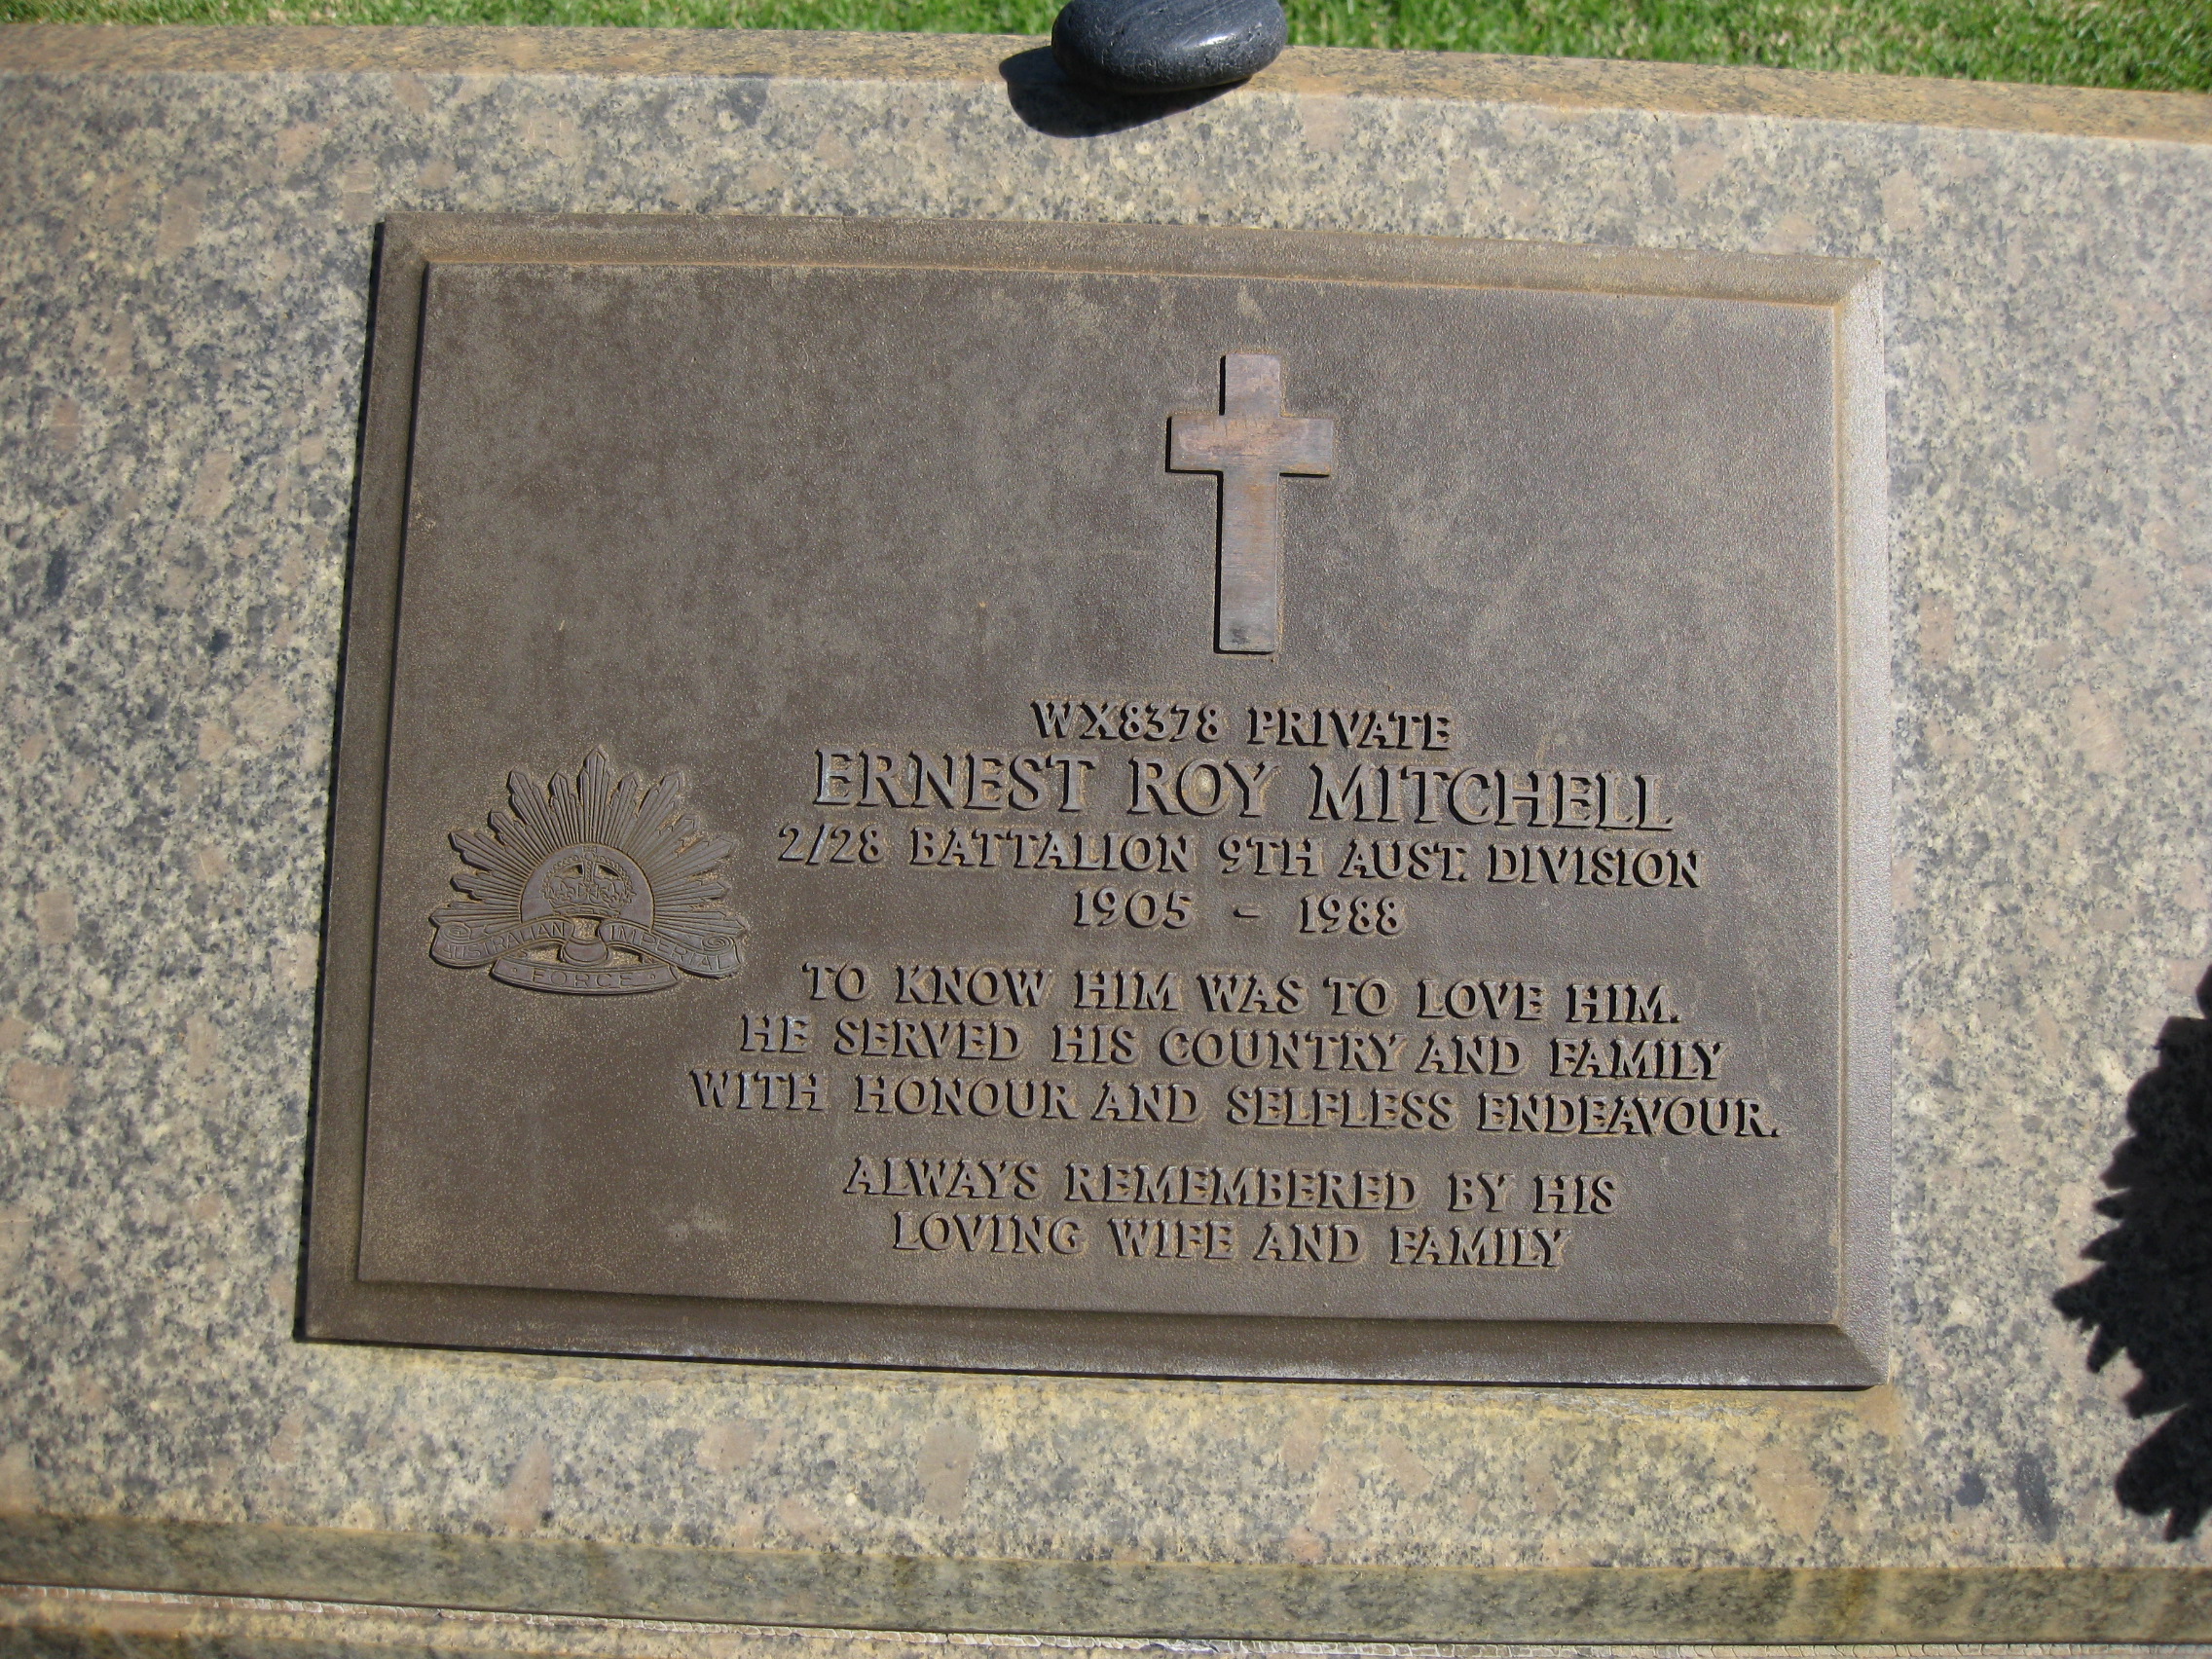 WX8378 PRIVATE
ERNEST ROY MITCHELL
2/28 BATTALION 9TH AUST. DIVISION
1905 - 1988
AUSTRALIAN IMPERIAL
FORCE
TO KNOW HIM WAS TO LOVE HIM.
HE SERVED HIS COUNTRY AND FAMILY
WITH HONOUR AND SELFLESS ENDEAVOUR.
ALWAYS REMEMBERED BY HIS
LOVING WIFE AND FAMILY